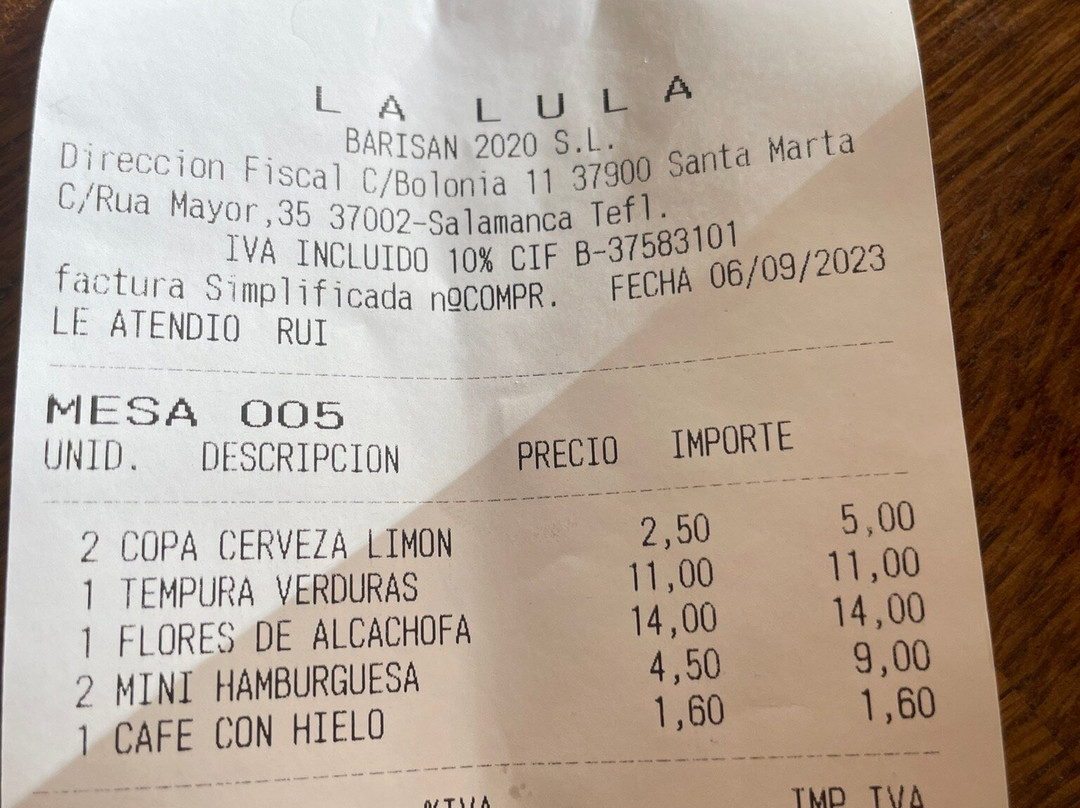 LA LULA
BARISAN 2020 S.L.
Direccion Fiscal C/Bolonia 11 37900 Santa Marta
C/Rua Mayor,35 37002-Salamanca Tefl.
IVA INCLUIDO 10% CIF B-37583101
factura Simplificada nºCOMPR. FECHA 06/09/2023
LE ATENDIO RUI
MESA 005
UNID. DESCRIPCION PRECIO IMPORTE
2 COPA CERVEZA LIMON 2,50 5,00
1 TEMPURA VERDURAS 11,00 11,00
1 FLORES DE ALCACHOFA 14,00 14,00
2 MINI HAMBURGUESA 4,50 9,00
1 CAFE CON HIELO 1,60 1,60
%IVA IMP IVA